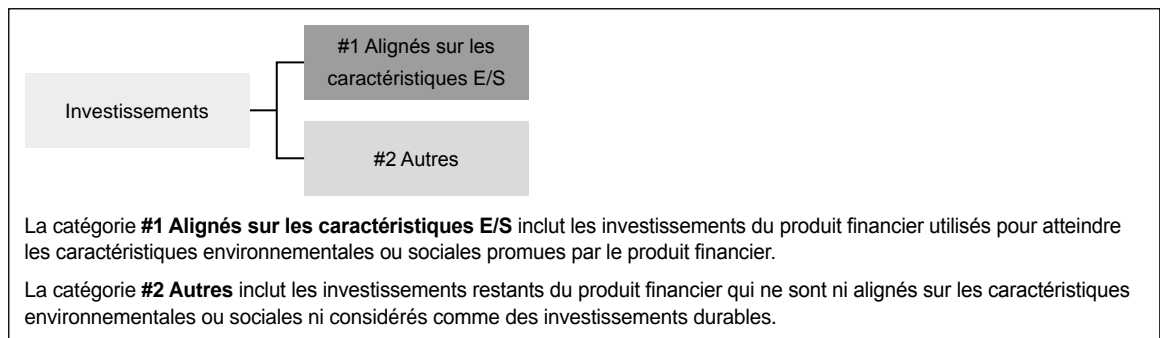 #1 Alignés sur les
caractéristiques E/S
Investissements
#2 Autres
La catégorie #1 Alignés sur les caractéristiques E/S inclut les investissements du produit financier utilisés pour atteindre
les caractéristiques environnementales ou sociales promues par le produit financier.
La catégorie #2 Autres inclut les investissements restants du produit financier qui ne sont ni alignés sur les caractéristiques
environnementales ou sociales ni considérés comme des investissements durables.